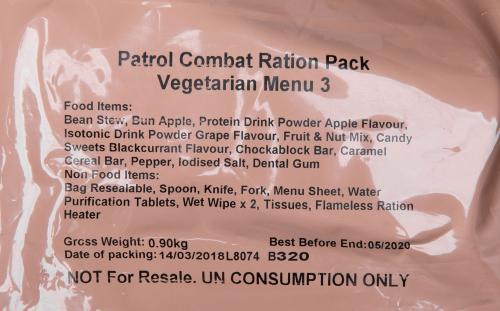 Patrol Combat Ration Pack
Vegetarian Menu 3
Food Items:
Bean Stew, Bun Apple, Protein Drink Powder Apple Flavour,
Isotonic Drink Powder Grape Flavour, Fruit & Nut Mix, Candy
Sweets Blackcurrant Flavour, Chockablock Bar, Caramel
Cereal Bar, Pepper, Iodised Salt, Dental Gum
Non Food Items:
Bag Resealable, Spoon, Knife, Fork, Menu Sheet, Water
Purification Tablets, Wet Wipe x 2, Tissues, Flameless Ration
Heater
Gross Weight: 0.90kg Best Before End: 05/2020
Date of packing: 14/03/2018 L8074 B320
NOT For Resale. UN CONSUMPTION ONLY